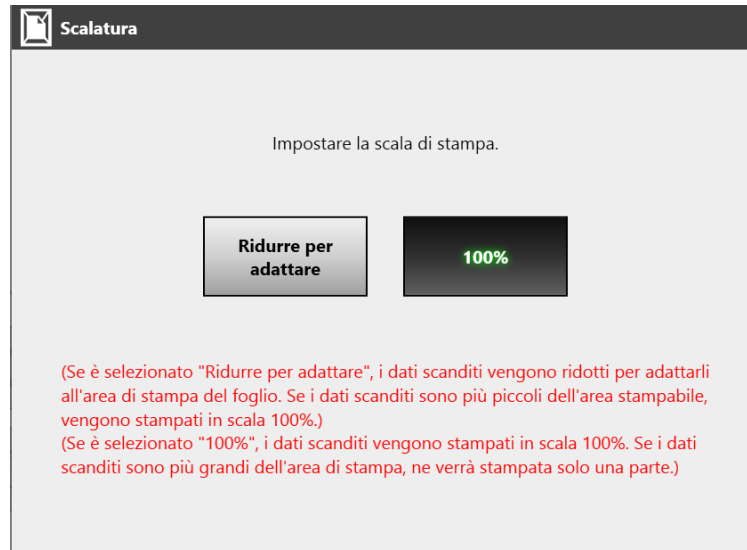 Scalatura
Impostare la scala di stampa.
Ridurre per
adattare
100%
(Se è selezionato "Ridurre per adattare", i dati scanditi vengono ridotti per adattarli
all'area di stampa del foglio. Se i dati scanditi sono più piccoli dell'area stampabile,
vengono stampati in scala 100%.)
(Se è selezionato "100%", i dati scanditi vengono stampati in scala 100%. Se i dati
scanditi sono più grandi dell'area di stampa, ne verrà stampata solo una parte.)